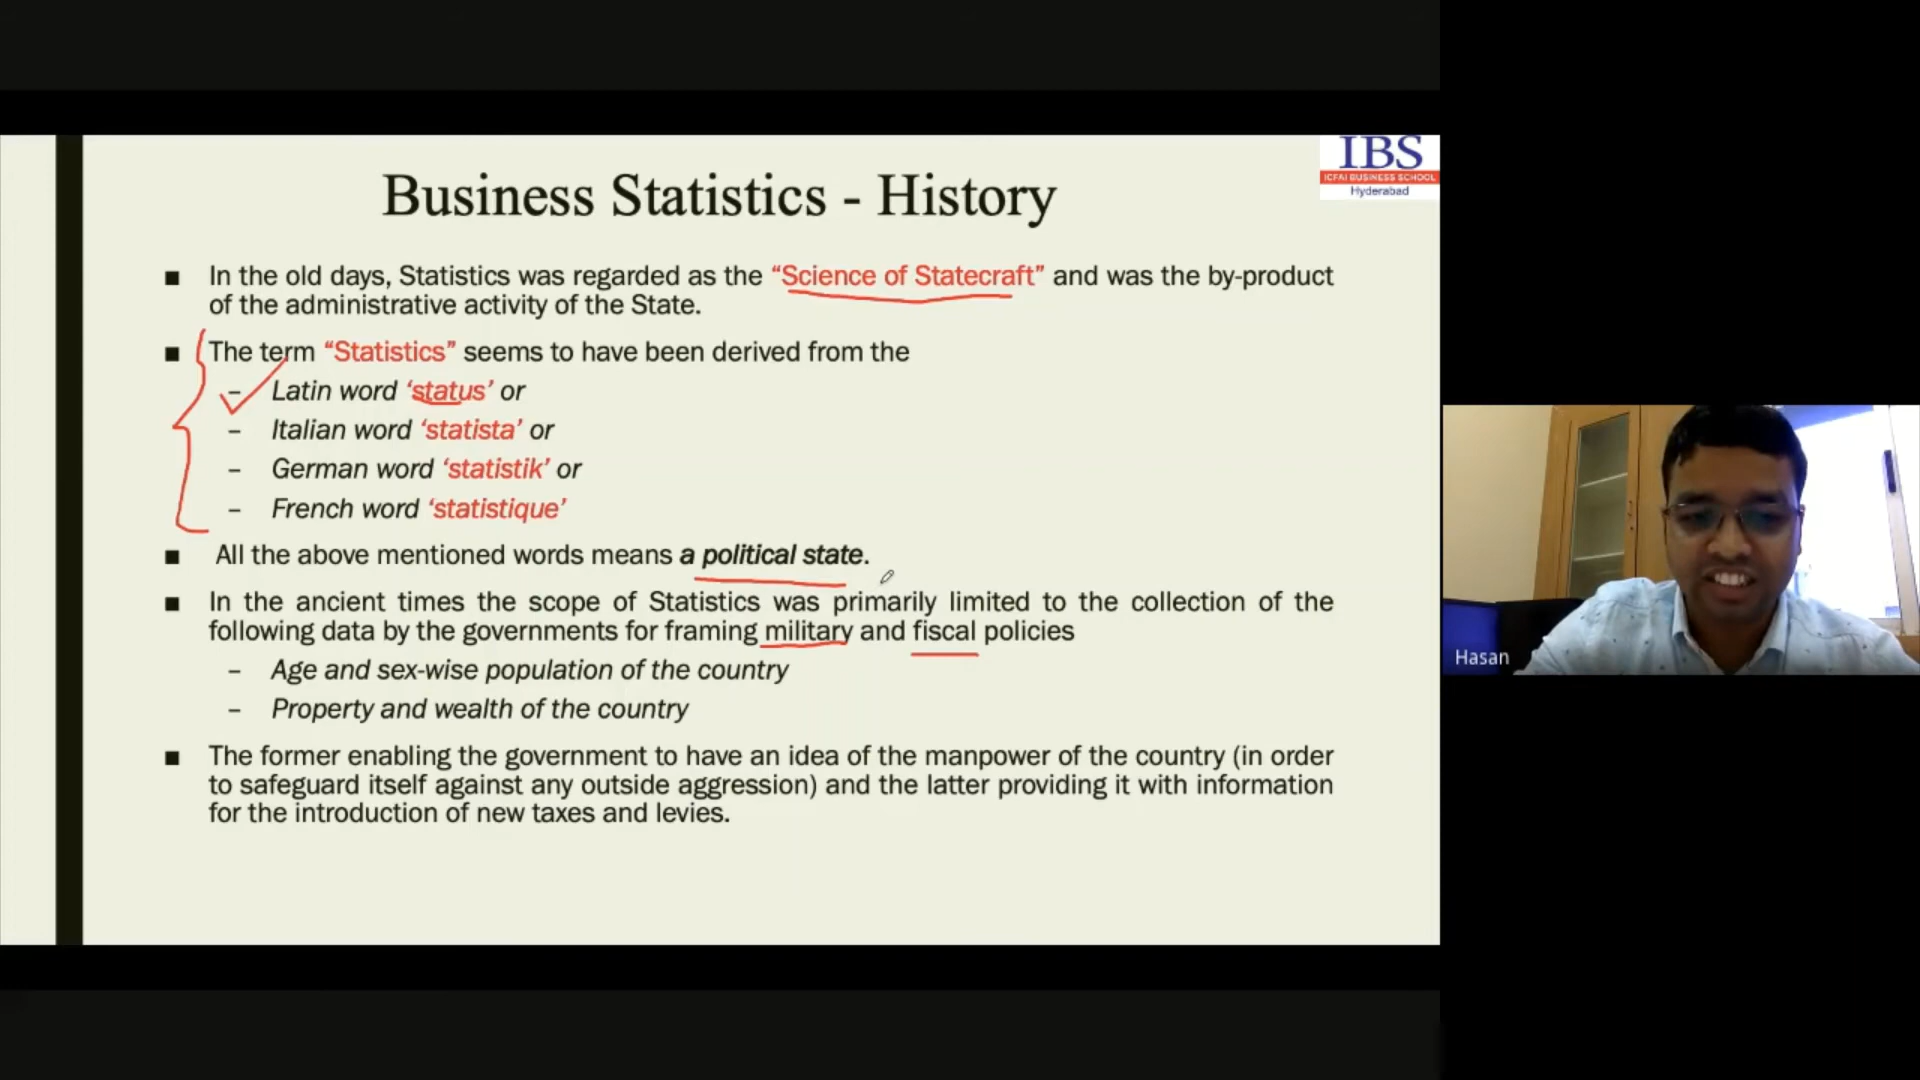 IBS
ICFAI BUSINESS SCHOOL
Hyderabad
Business Statistics - History
■ In the old days, Statistics was regarded as the “Science of Statecraft” and was the by-product
of the administrative activity of the State.
■ The term “Statistics” seems to have been derived from the
– Latin word ‘status’ or
– Italian word ‘statista’ or
– German word ‘statistik’ or
– French word ‘statistique’
■ All the above mentioned words means a political state.
■ In the ancient times the scope of Statistics was primarily limited to the collection of the
following data by the governments for framing military and fiscal policies
– Age and sex-wise population of the country
– Property and wealth of the country
■ The former enabling the government to have an idea of the manpower of the country (in order
to safeguard itself against any outside aggression) and the latter providing it with information
for the introduction of new taxes and levies.
Hasan